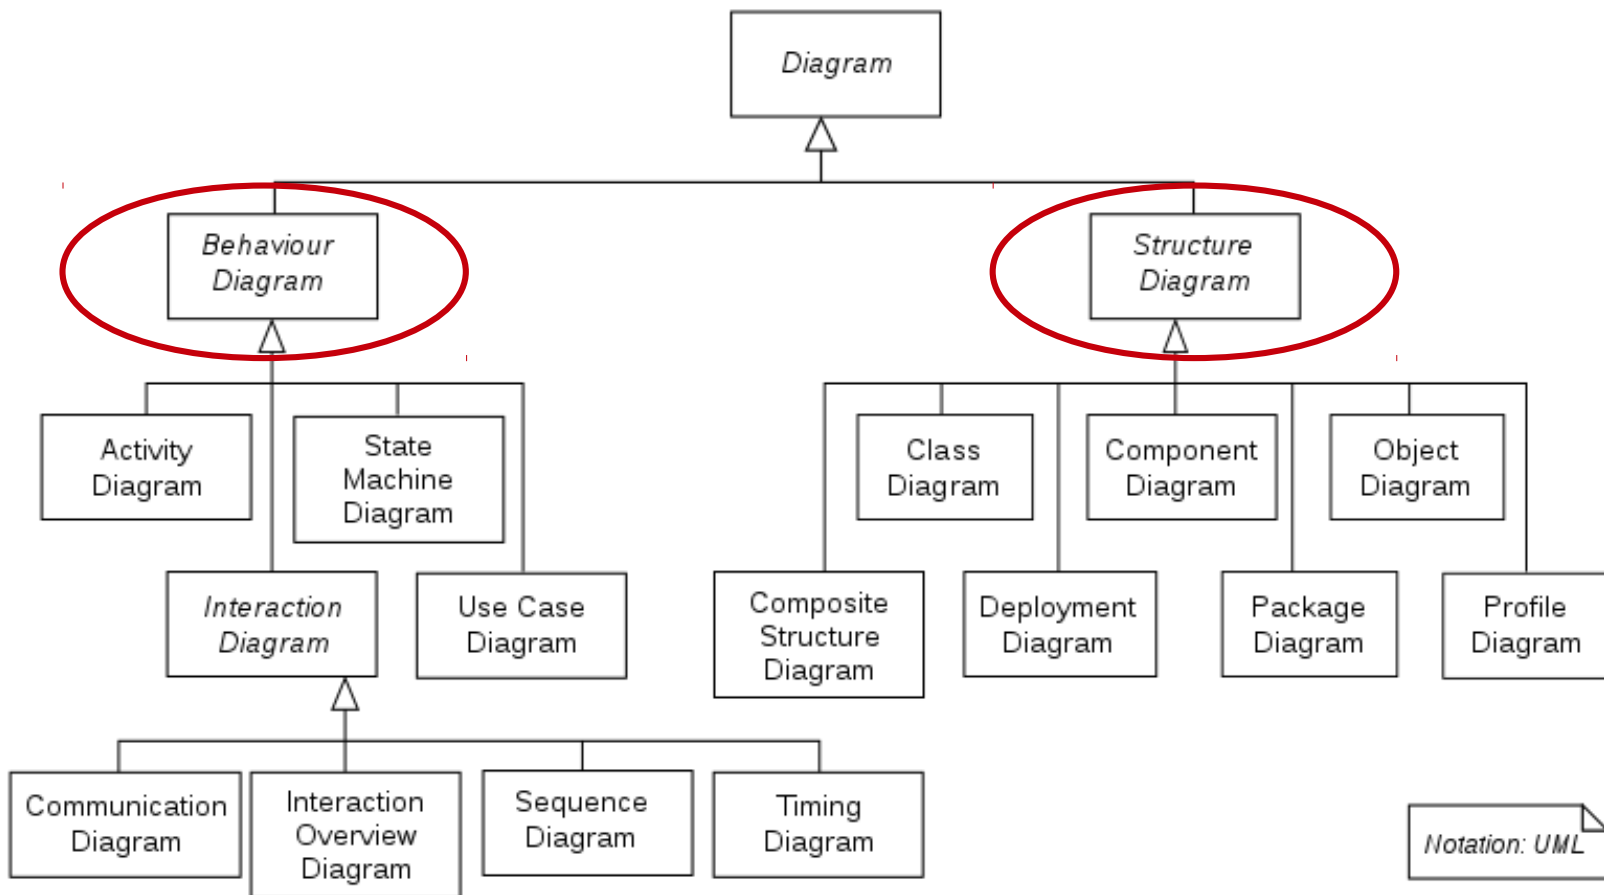 Diagram
Behaviour
Diagram
Structure
Diagram
Activity
Diagram
State
Machine
Diagram
Class
Diagram
Component
Diagram
Object
Diagram
Interaction
Diagram
Use Case
Diagram
Composite
Structure
Diagram
Deployment
Diagram
Package
Diagram
Profile
Diagram
Communication
Diagram
Interaction
Overview
Diagram
Sequence
Diagram
Timing
Diagram
Notation: UML